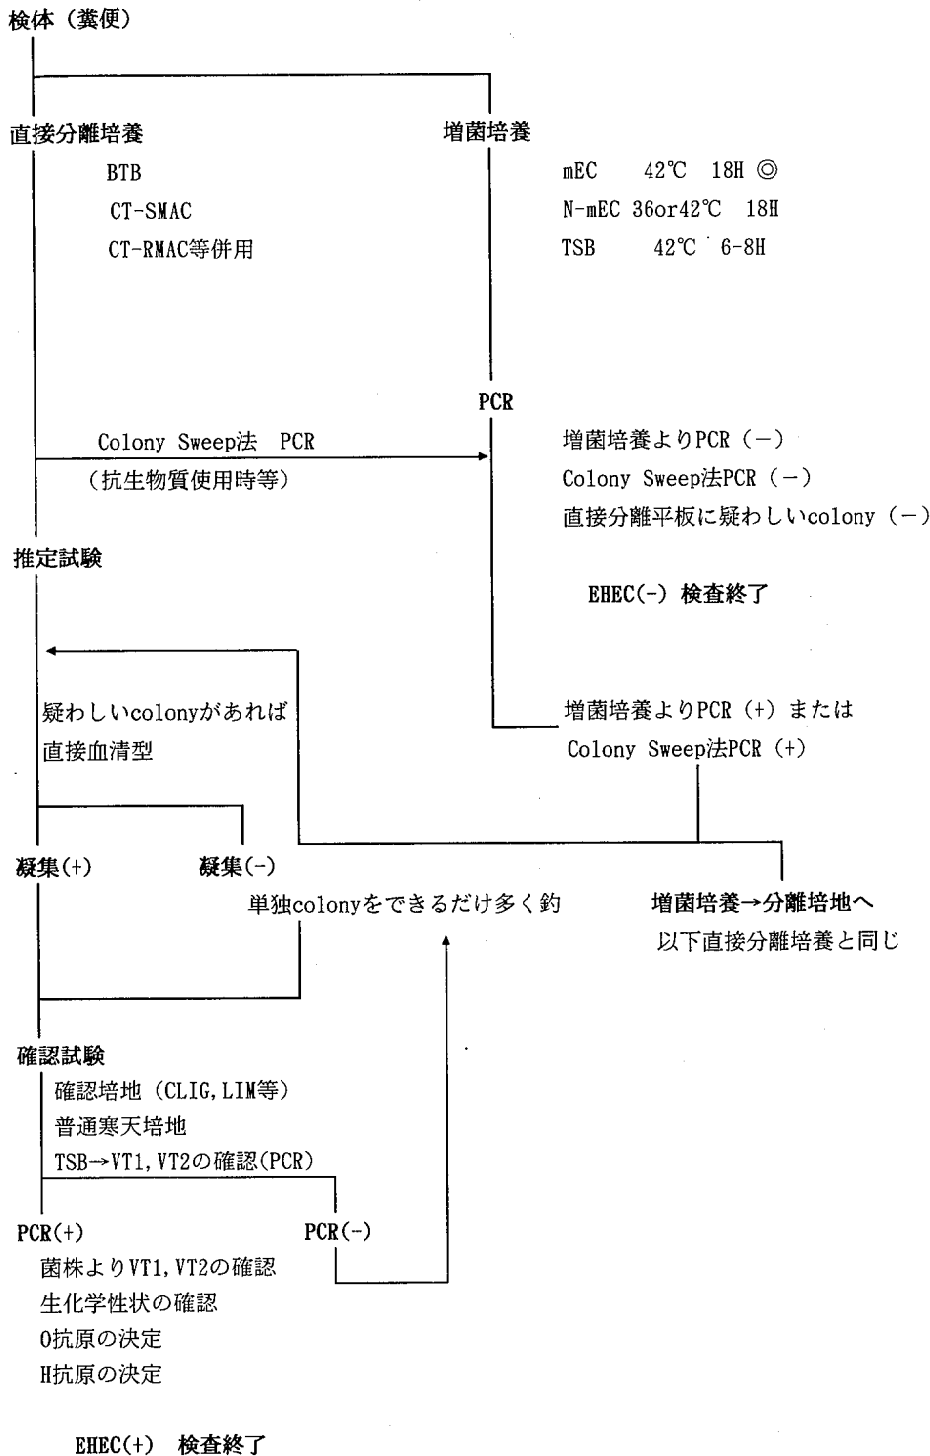 検体（糞便）
直接分離培養
増菌培養
BTB
CT-SMAC
CT-RMAC等併用
mEC 42℃ 18H ◎
N-mEC 36or42℃ 18H
TSB 42℃ 6-8H
PCR
Colony Sweep法 PCR
（抗生物質使用時等）
増菌培養よりPCR（－）
Colony Sweep法PCR（－）
直接分離平板に疑わしいcolony（－）
EHEC(-) 検査終了
推定試験
疑わしいcolonyがあれば
直接血清型
増菌培養よりPCR（+）または
Colony Sweep法PCR（+）
凝集(+)
凝集(-)
単独colonyをできるだけ多く釣
増菌培養→分離培地へ
以下直接分離培養と同じ
確認試験
確認培地（CLIG,LIM等）
普通寒天培地
TSB→VT1,VT2の確認(PCR)
PCR(+)
PCR(-)
菌株よりVT1,VT2の確認
生化学性状の確認
O抗原の決定
H抗原の決定
EHEC(+) 検査終了